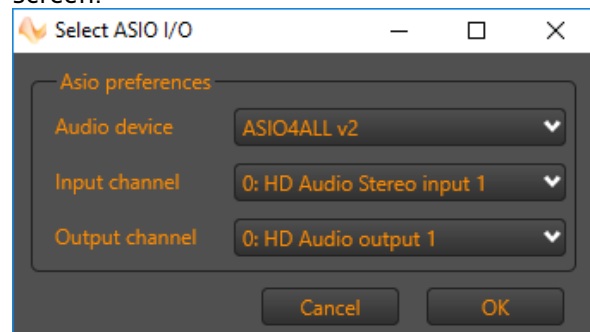 screen:
Select ASIO I/O
Asio preferences
Audio device ASIO4ALL v2
Input channel 0: HD Audio Stereo input 1
Output channel 0: HD Audio output 1
Cancel OK